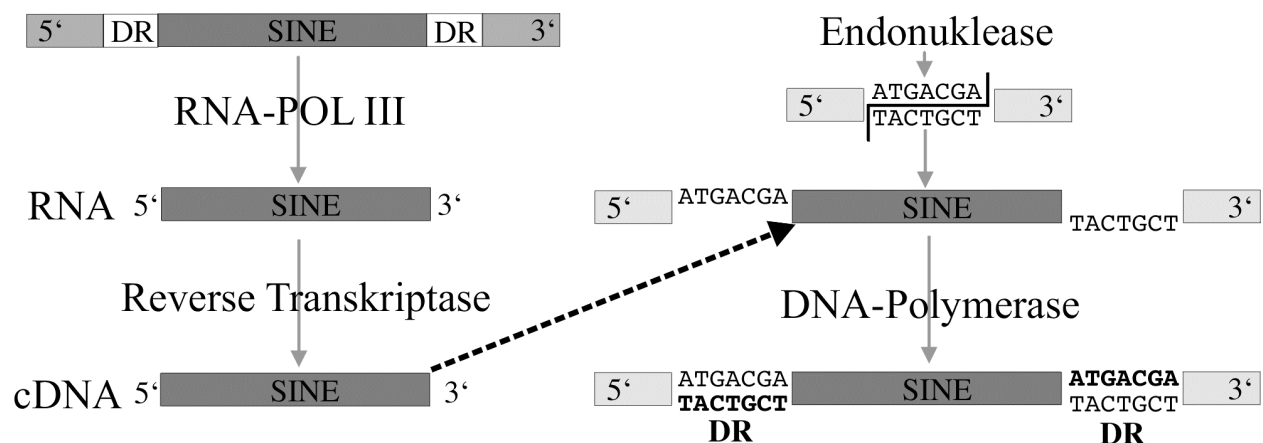 5‘ DR SINE DR 3‘
RNA-POL III
RNA 5‘ SINE 3‘
Reverse Transkriptase
cDNA 5‘ SINE 3‘
Endonuklease
ATGACGA
5‘ TACTGCT 3‘
5‘ ATGACGA SINE TACTGCT 3‘
DNA-Polymerase
5‘ ATGACGA SINE ATGACGA 3‘
TACTGCT TACTGCT
DR DR